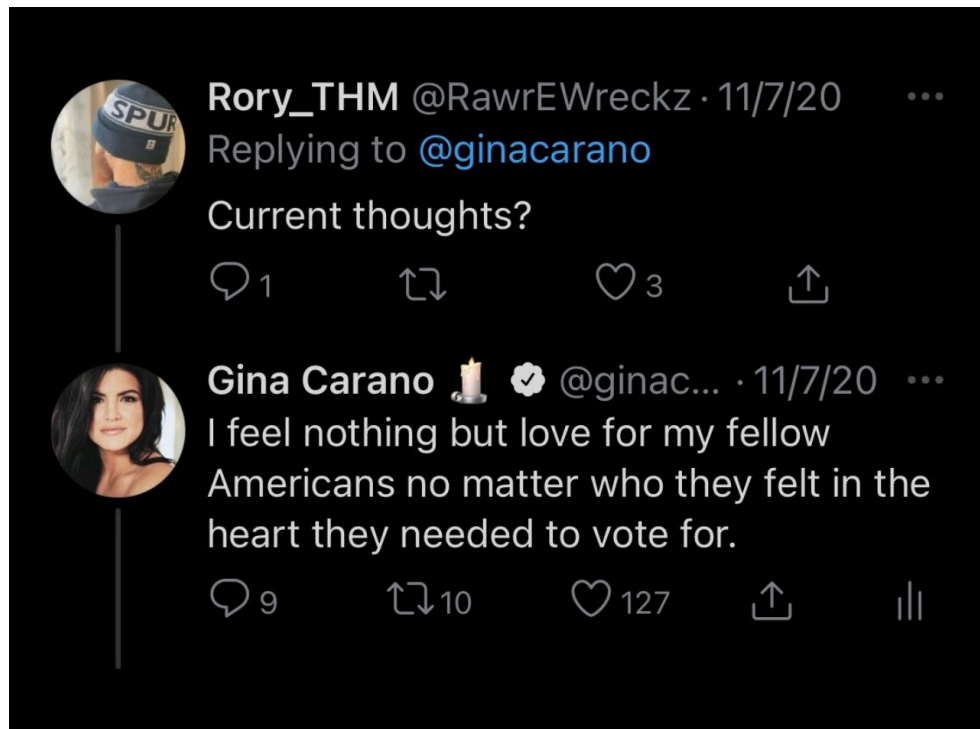 SPUR
Rory_THM @RawrEWreckz · 11/7/20
Replying to @ginacarano
Current thoughts?
1 3
Gina Carano 🕯️ @ginac... · 11/7/20
I feel nothing but love for my fellow
Americans no matter who they felt in the
heart they needed to vote for.
9 10 127